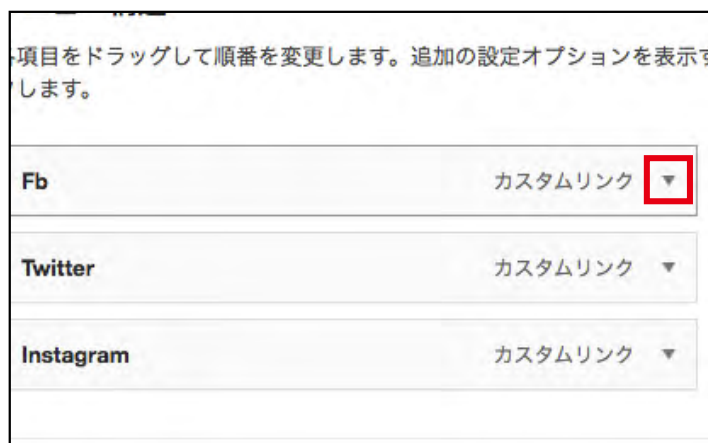 項目をドラッグして順番を変更します。追加の設定オプションを表示
します。
Fb カスタムリンク ▼
Twitter カスタムリンク ▼
Instagram カスタムリンク ▼